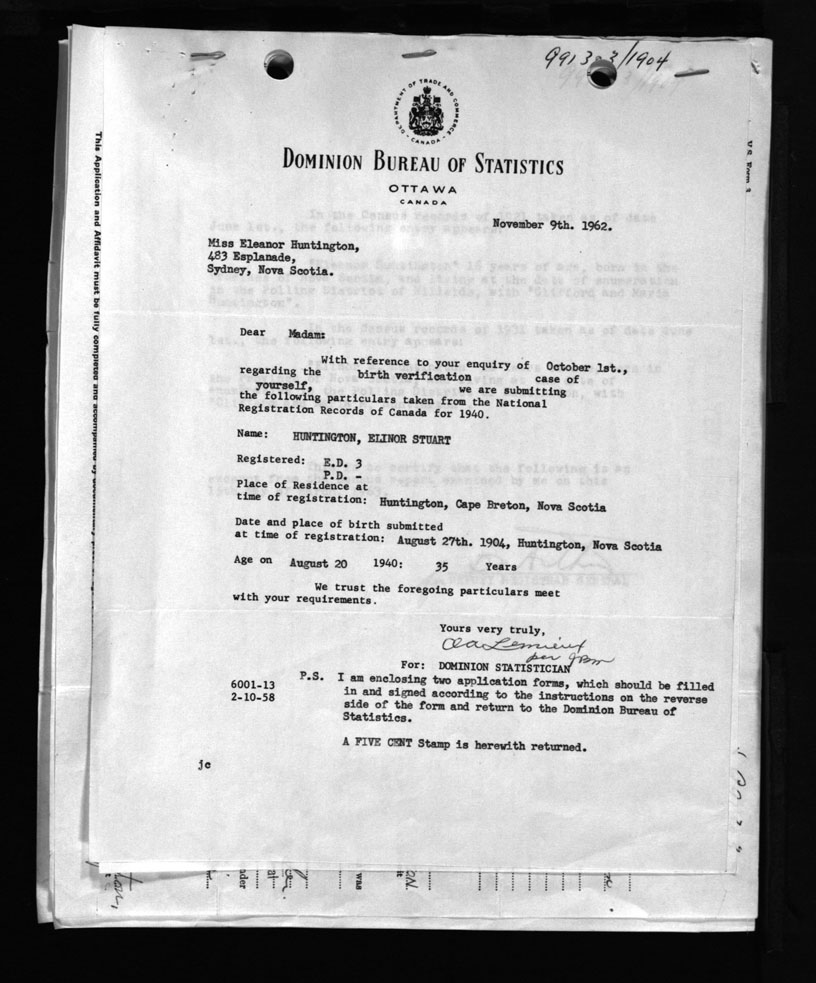 991323/1904
DEPARTMENT OF TRADE AND COMMERCE
CANADA
DOMINION BUREAU OF STATISTICS
OTTAWA
CANADA
November 9th. 1962.
Miss Eleanor Huntington,
483 Esplanade,
Sydney, Nova Scotia.
Dear Madam:
With reference to your enquiry of October 1st.,
regarding the birth verification case of
yourself, we are submitting
the following particulars taken from the National
Registration Records of Canada for 1940.
Name: HUNTINGTON, ELINOR STUART
Registered: E.D. 3
P.D. -
Place of Residence at
time of registration: Huntington, Cape Breton, Nova Scotia
Date and place of birth submitted
at time of registration: August 27th. 1904, Huntington, Nova Scotia
Age on August 20 1940: 35 Years
We trust the foregoing particulars meet
with your requirements.
Yours very truly,
For: DOMINION STATISTICIAN
P.S. I am enclosing two application forms, which should be filled
6001-13 in and signed according to the instructions on the reverse
2-10-58 side of the form and return to the Dominion Bureau of
Statistics.
A FIVE CENT Stamp is herewith returned.
jc
This Application and Affidavit must be fully completed and accompanied by
V S Form 3
was
it
at